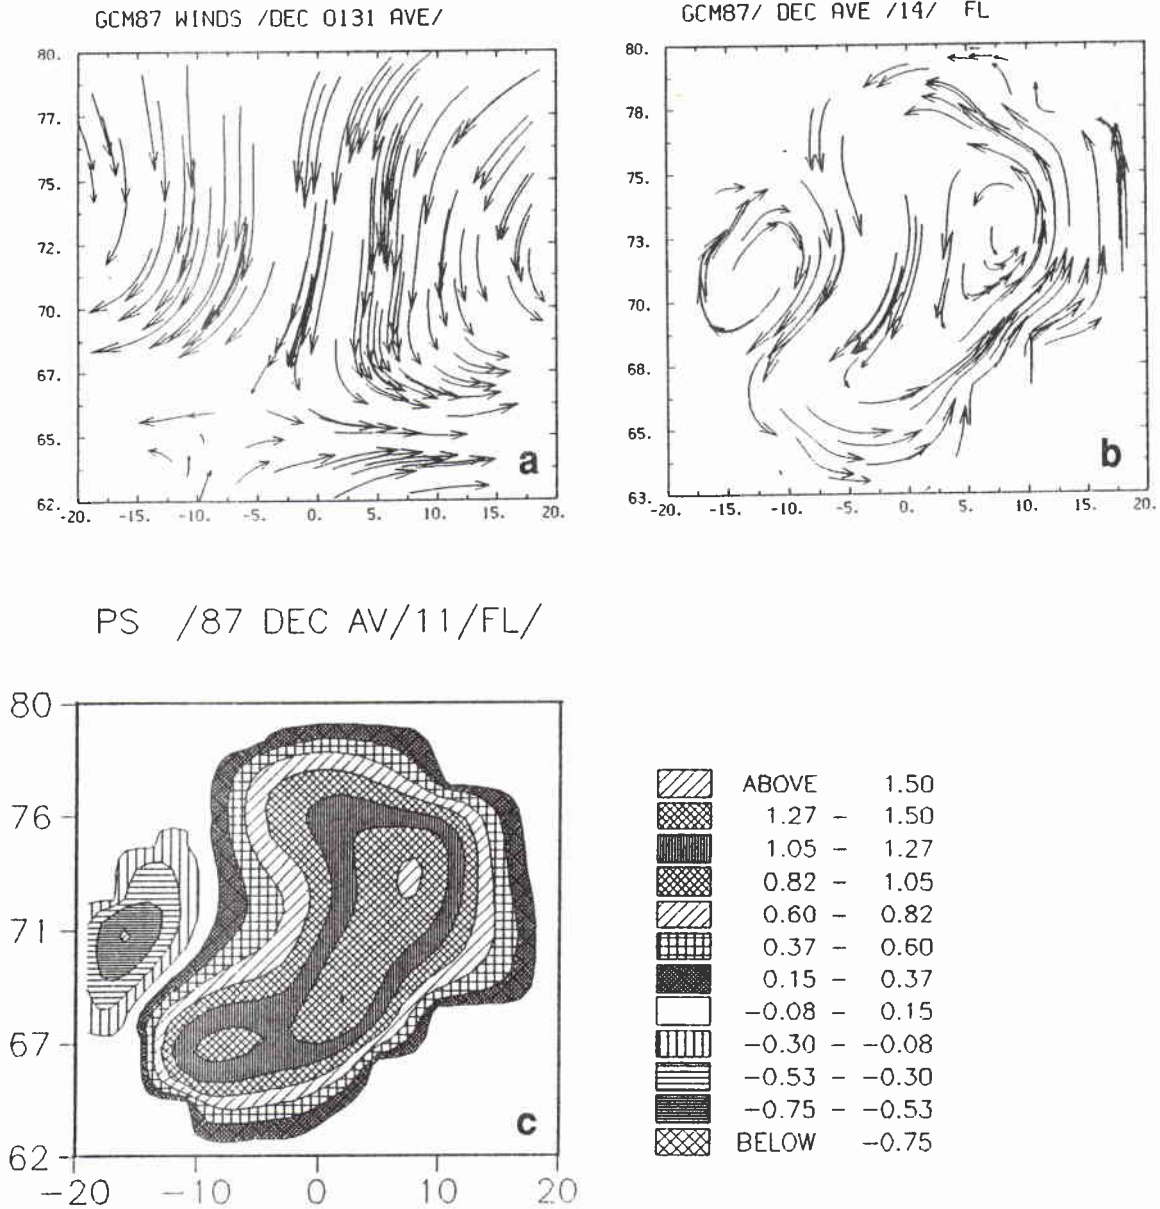 GCM87 WINDS /DEC 0131 AVE/
80.
77.
75.
72.
70.
67.
65.
62.
-20. -15. -10. -5. 0. 5. 10. 15. 20.
a
GCM87/ DEC AVE /14/ FL
80.
78.
75.
73.
70.
68.
65.
63.
-20. -15. -10. -5. 0. 5. 10. 15. 20.
b
PS /87 DEC AV/11/FL/
80
76
71
67
62
-20 -10 0 10 20
c
ABOVE 1.50
1.27 - 1.50
1.05 - 1.27
0.82 - 1.05
0.60 - 0.82
0.37 - 0.60
0.15 - 0.37
-0.08 - 0.15
-0.30 - -0.08
-0.53 - -0.30
-0.75 - -0.53
BELOW -0.75